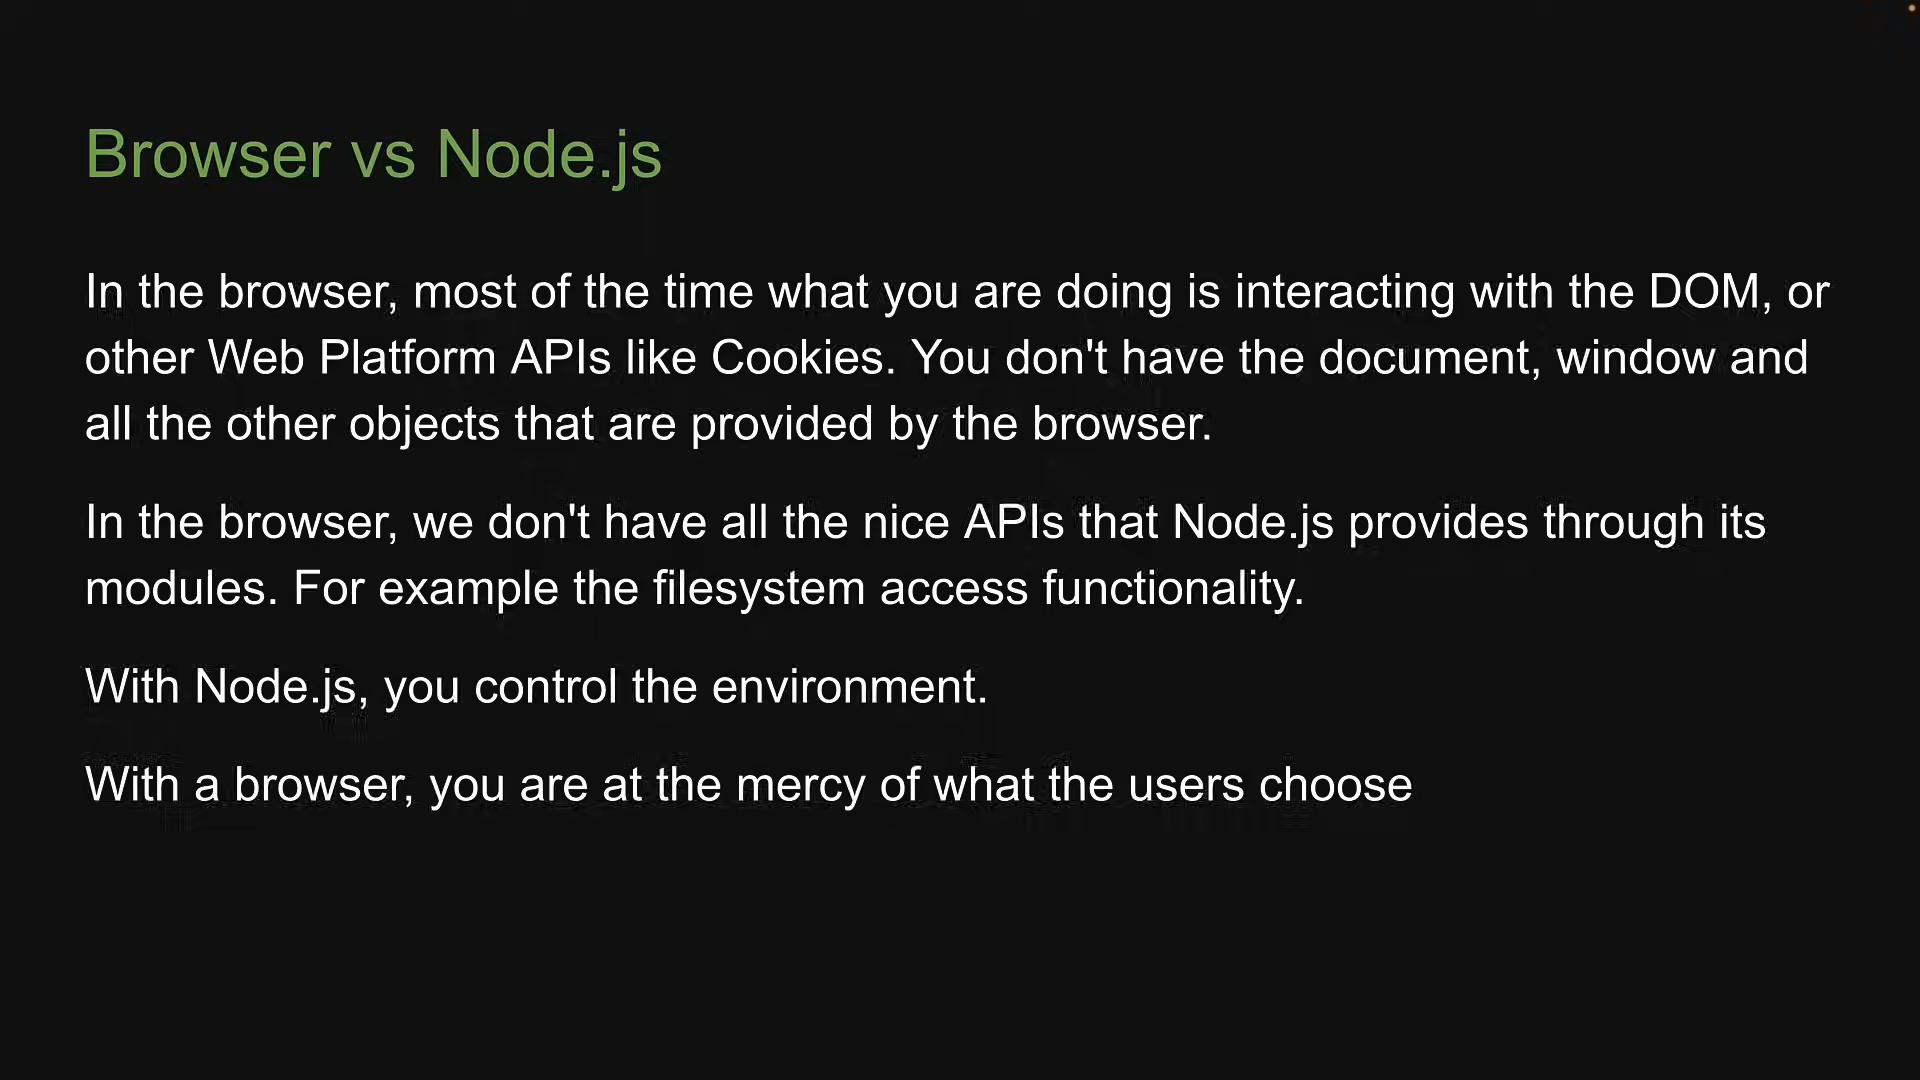 Browser vs Node.js
In the browser, most of the time what you are doing is interacting with the DOM, or
other Web Platform APIs like Cookies. You don't have the document, window and
all the other objects that are provided by the browser.
In the browser, we don't have all the nice APIs that Node.js provides through its
modules. For example the filesystem access functionality.
With Node.js, you control the environment.
With a browser, you are at the mercy of what the users choose